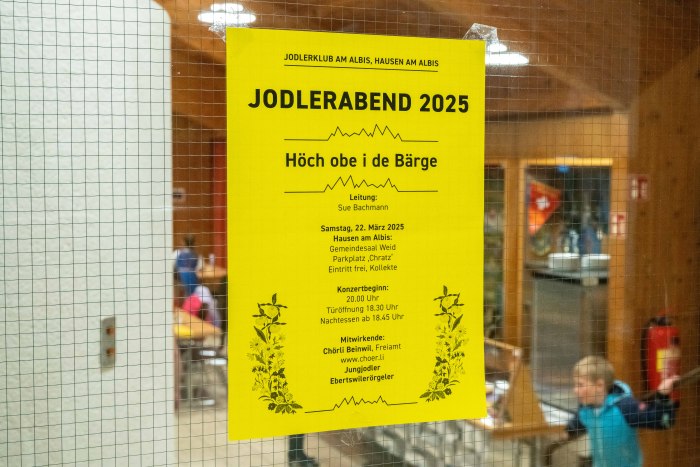 JODLERKLUB AM ALBIS, HAUSEN AM ALBIS
JODLERABEND 2025
Höch obe i de Bärge
Leitung:
Sue Bachmann
Samstag, 22. März 2025
Hausen am Albis:
Gemeindesaal Weid
Parkplatz ‚Chratz‘
Eintritt frei, Kollekte
Konzertbeginn:
20.00 Uhr
Türöffnung 18.30 Uhr
Nachtessen ab 18.45 Uhr
Mitwirkende:
Chörli Beinwil, Freiamt
www.choer.li
Jungjodler
Ebertswilerörgeler